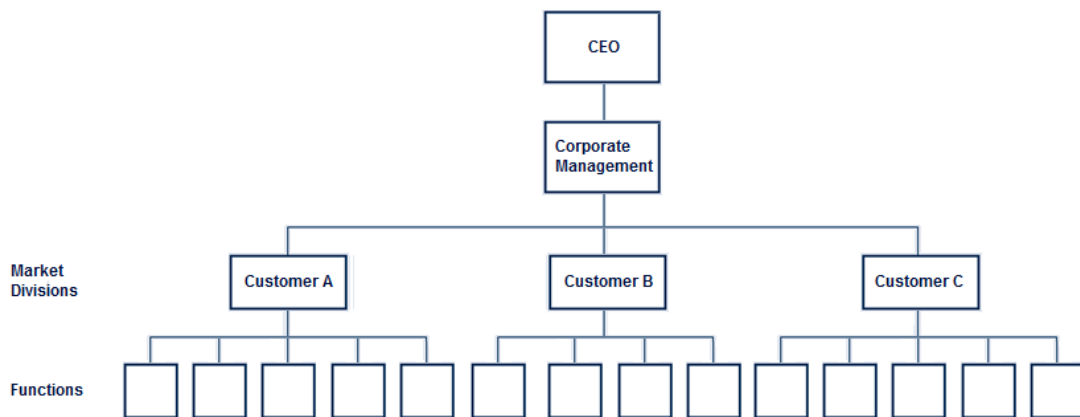 CEO
Corporate
Management
Market
Divisions
Customer A
Customer B
Customer C
Functions